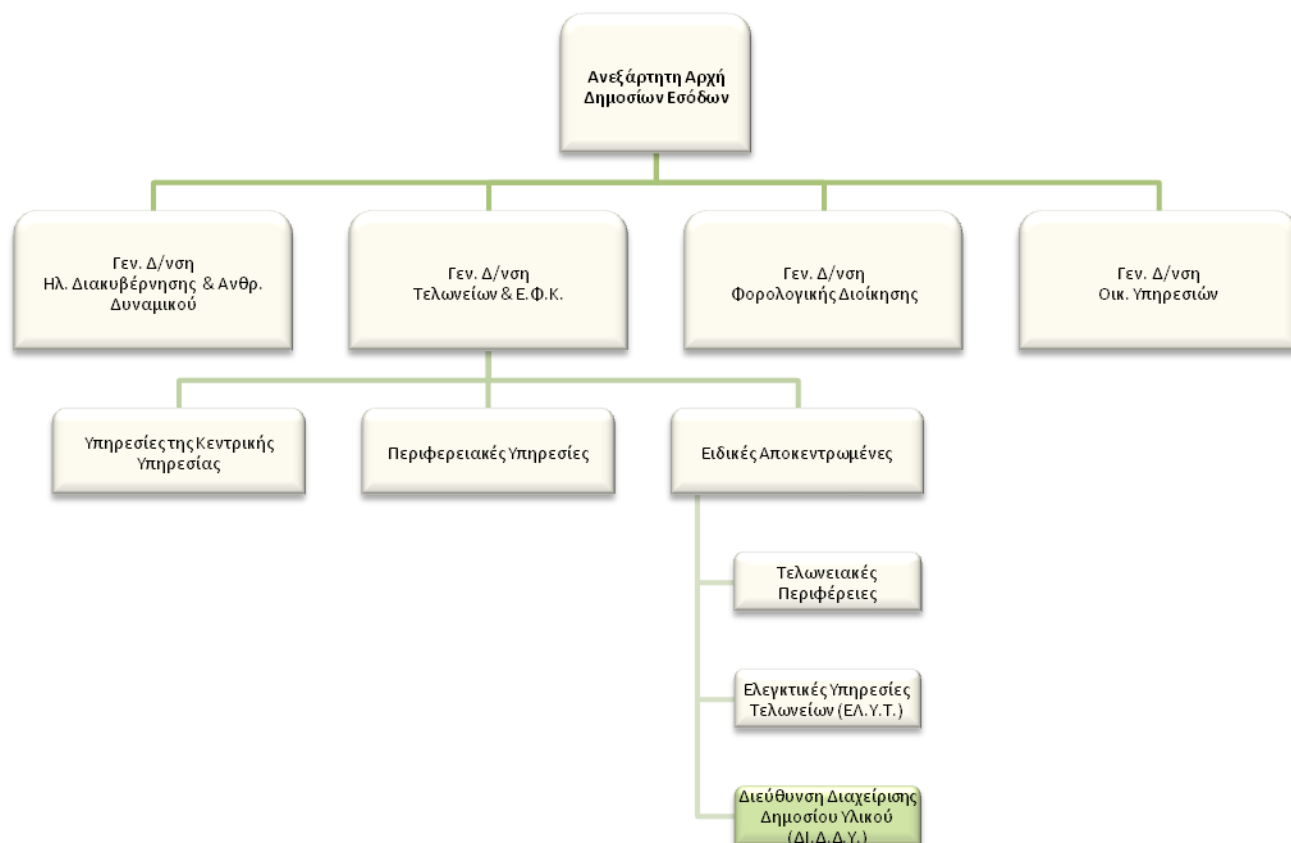 Ανεξάρτητη Αρχή
Δημοσίων Εσόδων
Γεν. Δ/νση
Ηλ. Διακυβέρνησης & Ανθρ.
Δυναμικού
Γεν. Δ/νση
Τελωνείων & Ε.Φ.Κ.
Γεν. Δ/νση
Φορολογικής Διοίκησης
Γεν. Δ/νση
Οικ. Υπηρεσιών
Υπηρεσίες της Κεντρικής
Υπηρεσίας
Περιφερειακές Υπηρεσίες
Ειδικές Αποκεντρωμένες
Τελωνειακές
Περιφέρειες
Ελεγκτικές Υπηρεσίες
Τελωνείων (ΕΛ.Υ.Τ.)
Διεύθυνση Διαχείρισης
Δημοσίου Υλικού
(ΔΙ.Δ.Δ.Υ.)